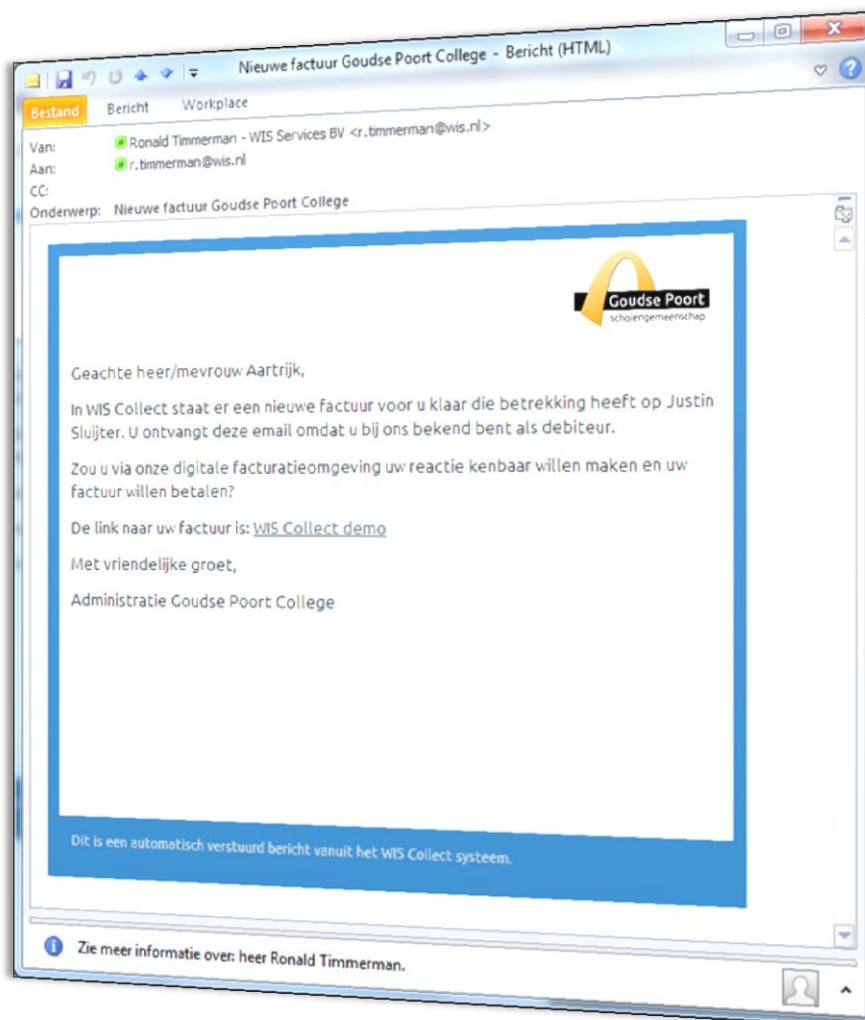 Nieuwe factuur Goudse Poort College - Bericht (HTML)
Bestand Bericht Workplace
Van: Ronald Timmerman - WIS Services BV <r.timmerman@wis.nl>
Aan: r.timmerman@wis.nl
CC:
Onderwerp: Nieuwe factuur Goudse Poort College
Goudse Poort
scholengemeenschap
Geachte heer/mevrouw Aartrijk,
In WIS Collect staat er een nieuwe factuur voor u klaar die betrekking heeft op Justin
Sluijter. U ontvangt deze email omdat u bij ons bekend bent als debiteur.
Zou u via onze digitale facturatieomgeving uw reactie kenbaar willen maken en uw
factuur willen betalen?
De link naar uw factuur is: WIS Collect demo
Met vriendelijke groet,
Administratie Goudse Poort College
Dit is een automatisch verstuurd bericht vanuit het WIS Collect systeem.
Zie meer informatie over: heer Ronald Timmerman.